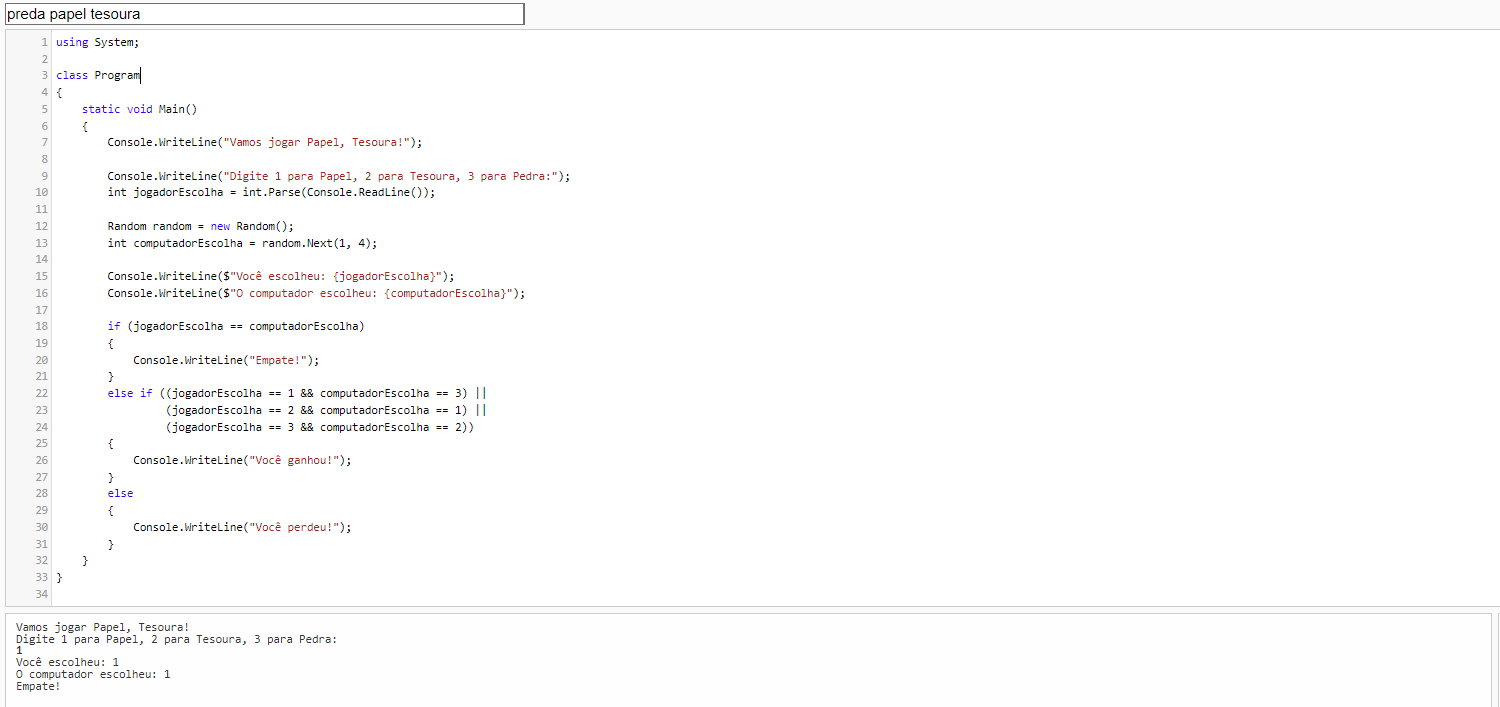 preda papel tesoura
1 using System;
2
3 class Program
4 {
5     static void Main()
6     {
7         Console.WriteLine("Vamos jogar Papel, Tesoura!");
8
9         Console.WriteLine("Digite 1 para Papel, 2 para Tesoura, 3 para Pedra:");
10         int jogadorEscolha = int.Parse(Console.ReadLine());
11
12         Random random = new Random();
13         int computadorEscolha = random.Next(1, 4);
14
15         Console.WriteLine($"Você escolheu: {jogadorEscolha}");
16         Console.WriteLine($"O computador escolheu: {computadorEscolha}");
17
18         if (jogadorEscolha == computadorEscolha)
19         {
20             Console.WriteLine("Empate!");
21         }
22         else if ((jogadorEscolha == 1 && computadorEscolha == 3) ||
23                  (jogadorEscolha == 2 && computadorEscolha == 1) ||
24                  (jogadorEscolha == 3 && computadorEscolha == 2))
25         {
26             Console.WriteLine("Você ganhou!");
27         }
28         else
29         {
30             Console.WriteLine("Você perdeu!");
31         }
32     }
33 }
34
Vamos jogar Papel, Tesoura!
Digite 1 para Papel, 2 para Tesoura, 3 para Pedra:
1
Você escolheu: 1
O computador escolheu: 1
Empate!